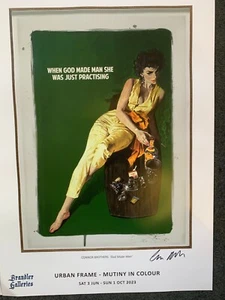 WHEN GOD MADE MAN SHE
WAS JUST PRACTISING
Brandler
Galleries
URBAN FRAME - MUTINY IN COLOUR
SAT 3 JUN - SUN 1 OCT 2023